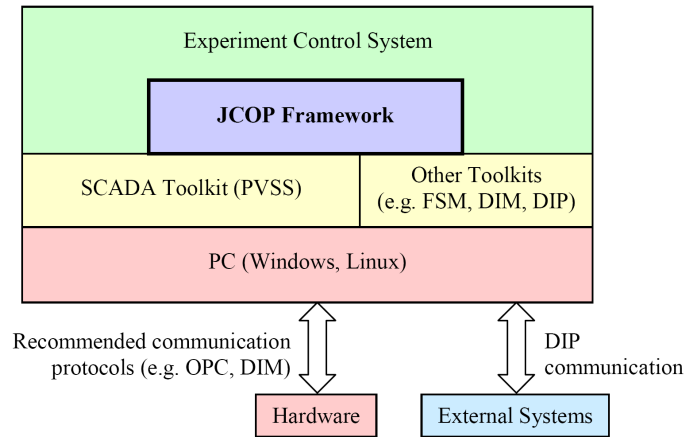 Experiment Control System
JCOP Framework
SCADA Toolkit (PVSS)
Other Toolkits
(e.g. FSM, DIM, DIP)
PC (Windows, Linux)
Recommended communication
protocols (e.g. OPC, DIM)
DIP
communication
Hardware
External Systems